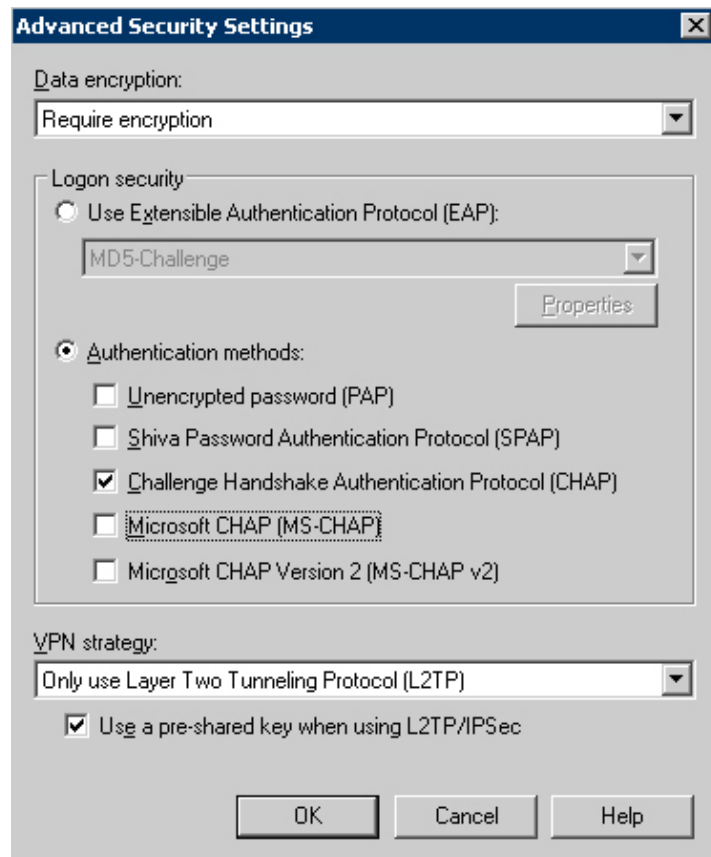 Advanced Security Settings
Data encryption:
Require encryption
Logon security
Use Extensible Authentication Protocol (EAP):
MD5-Challenge
Properties
Authentication methods:
Unencrypted password (PAP)
Shiva Password Authentication Protocol (SPAP)
Challenge Handshake Authentication Protocol (CHAP)
Microsoft CHAP (MS-CHAP)
Microsoft CHAP Version 2 (MS-CHAP v2)
VPN strategy:
Only use Layer Two Tunneling Protocol (L2TP)
Use a pre-shared key when using L2TP/IPSec
OK Cancel Help